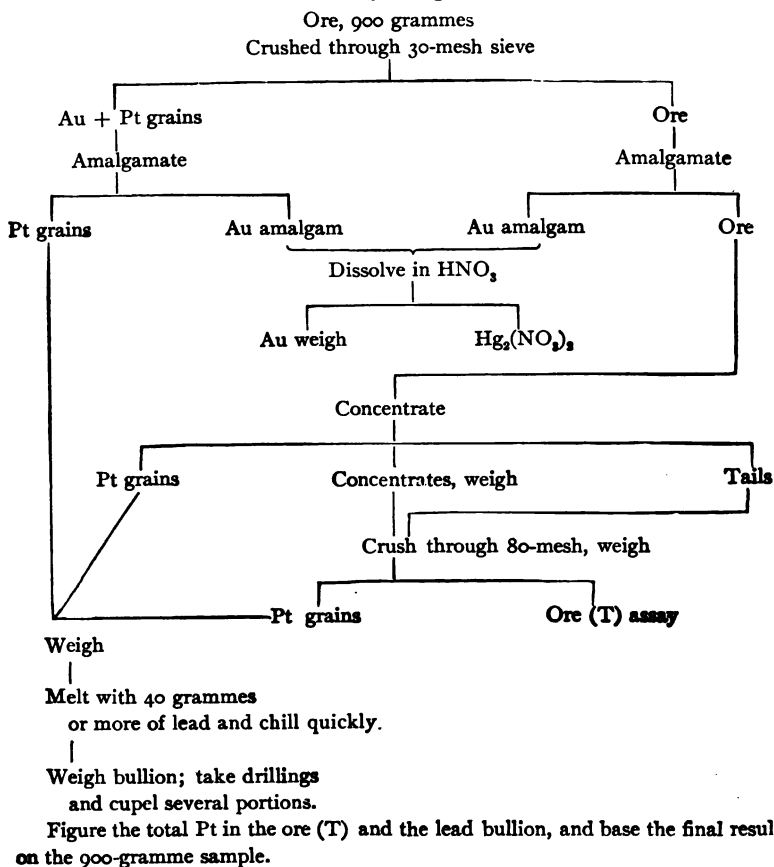 Ore, 900 grammes
Crushed through 30-mesh sieve
Au + Pt grains Ore
Amalgamate Amalgamate
Pt grains Au amalgam Au amalgam Ore
Dissolve in HNO₃
Au weigh Hg₂(NO₃)₂
Concentrate
Pt grains Concentrates, weigh Tails
Crush through 80-mesh, weigh
Pt grains Ore (T) assay
Weigh
Melt with 40 grammes
or more of lead and chill quickly.
Weigh bullion; take drillings
and cupel several portions.
Figure the total Pt in the ore (T) and the lead bullion, and base the final resul
on the 900-gramme sample.